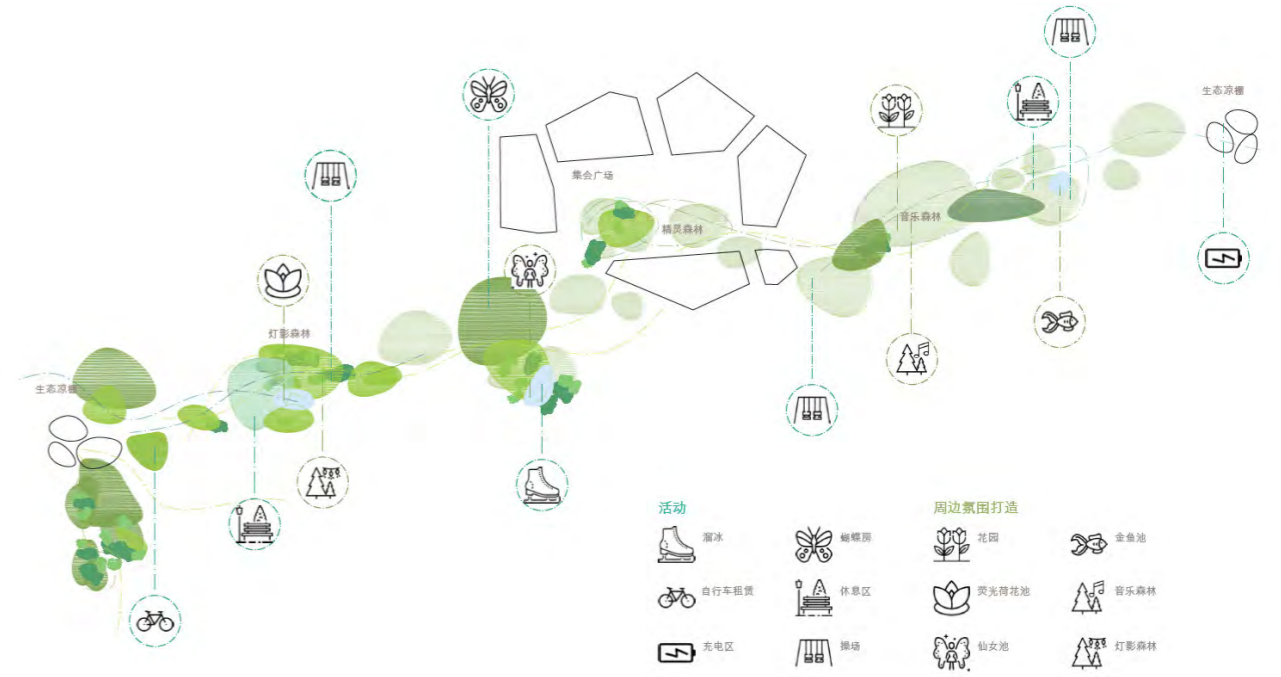 生态凉棚
集会广场
音乐森林
精灵森林
灯影森林
生态凉棚
活动
周边氛围打造
溜冰
蝴蝶房
花园
金鱼池
自行车租赁
休息区
荧光荷花池
音乐森林
充电区
操场
仙女池
灯影森林